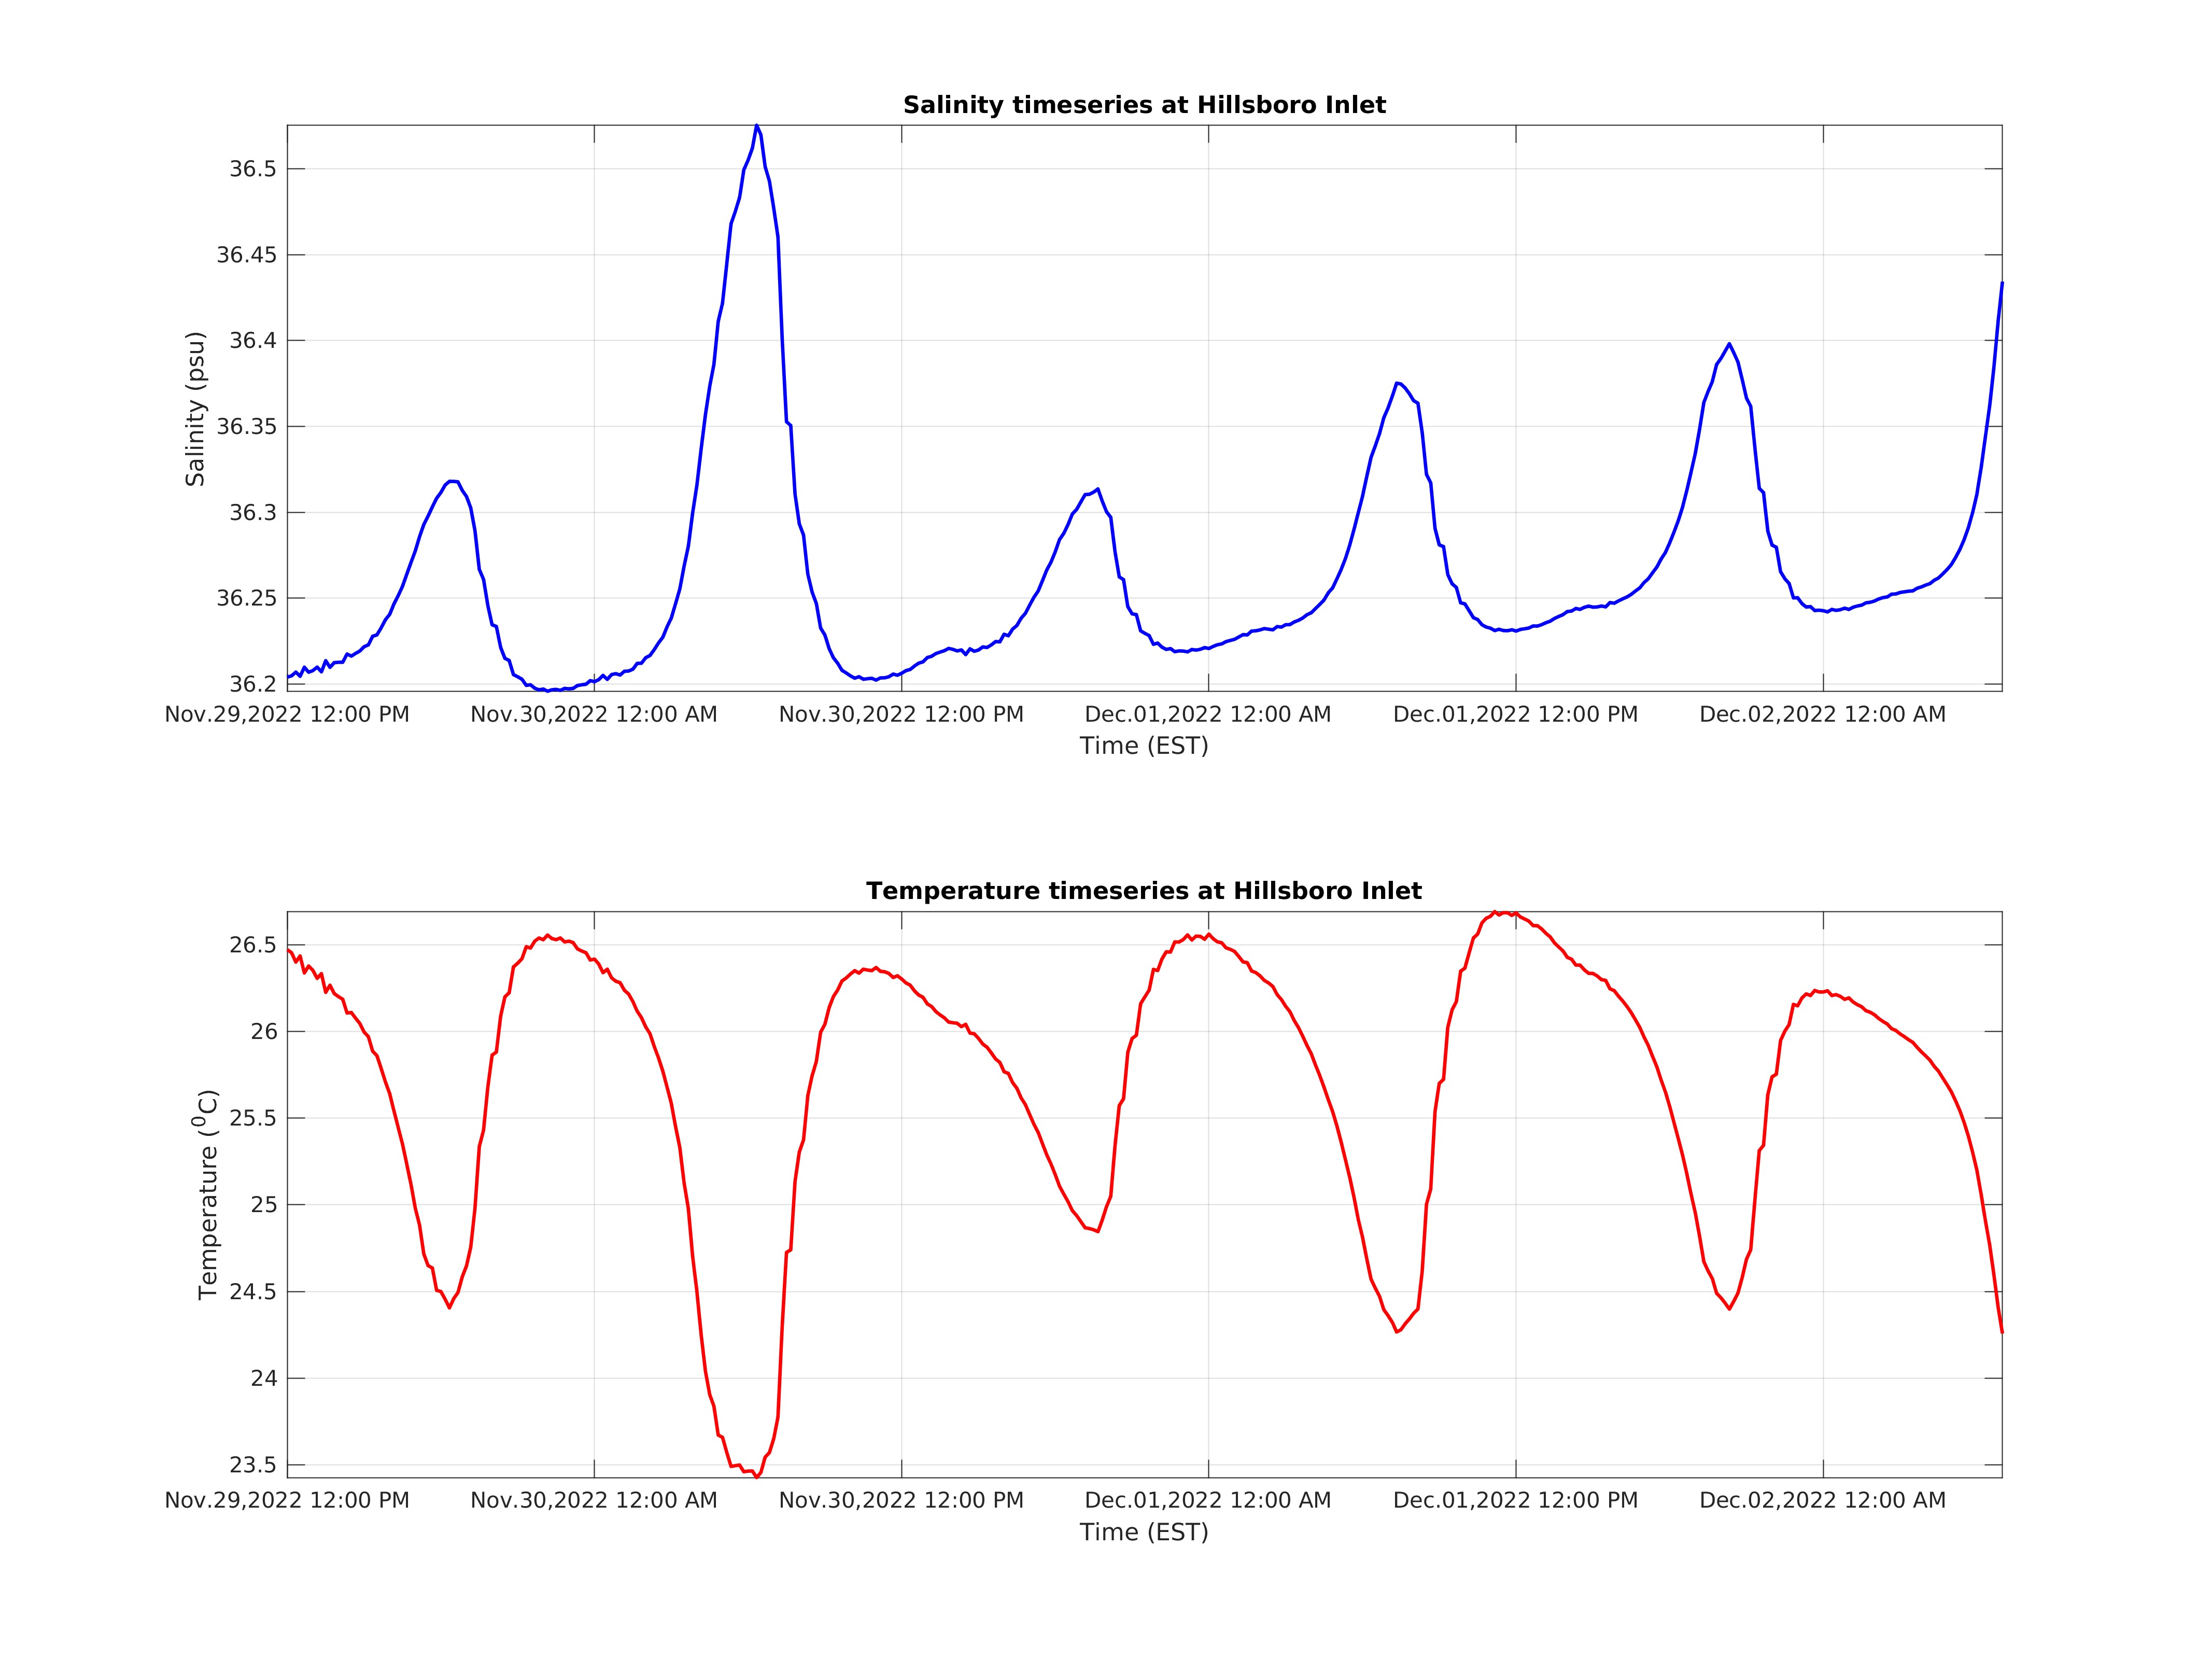 Salinity timeseries at Hillsboro Inlet
Salinity (psu)
36.5
36.45
36.4
36.35
36.3
36.25
36.2
Nov.29,2022 12:00 PM Nov.30,2022 12:00 AM Nov.30,2022 12:00 PM Dec.01,2022 12:00 AM Dec.01,2022 12:00 PM Dec.02,2022 12:00 AM
Time (EST)
Temperature timeseries at Hillsboro Inlet
Temperature (⁰C)
26.5
26
25.5
25
24.5
24
23.5
Nov.29,2022 12:00 PM Nov.30,2022 12:00 AM Nov.30,2022 12:00 PM Dec.01,2022 12:00 AM Dec.01,2022 12:00 PM Dec.02,2022 12:00 AM
Time (EST)